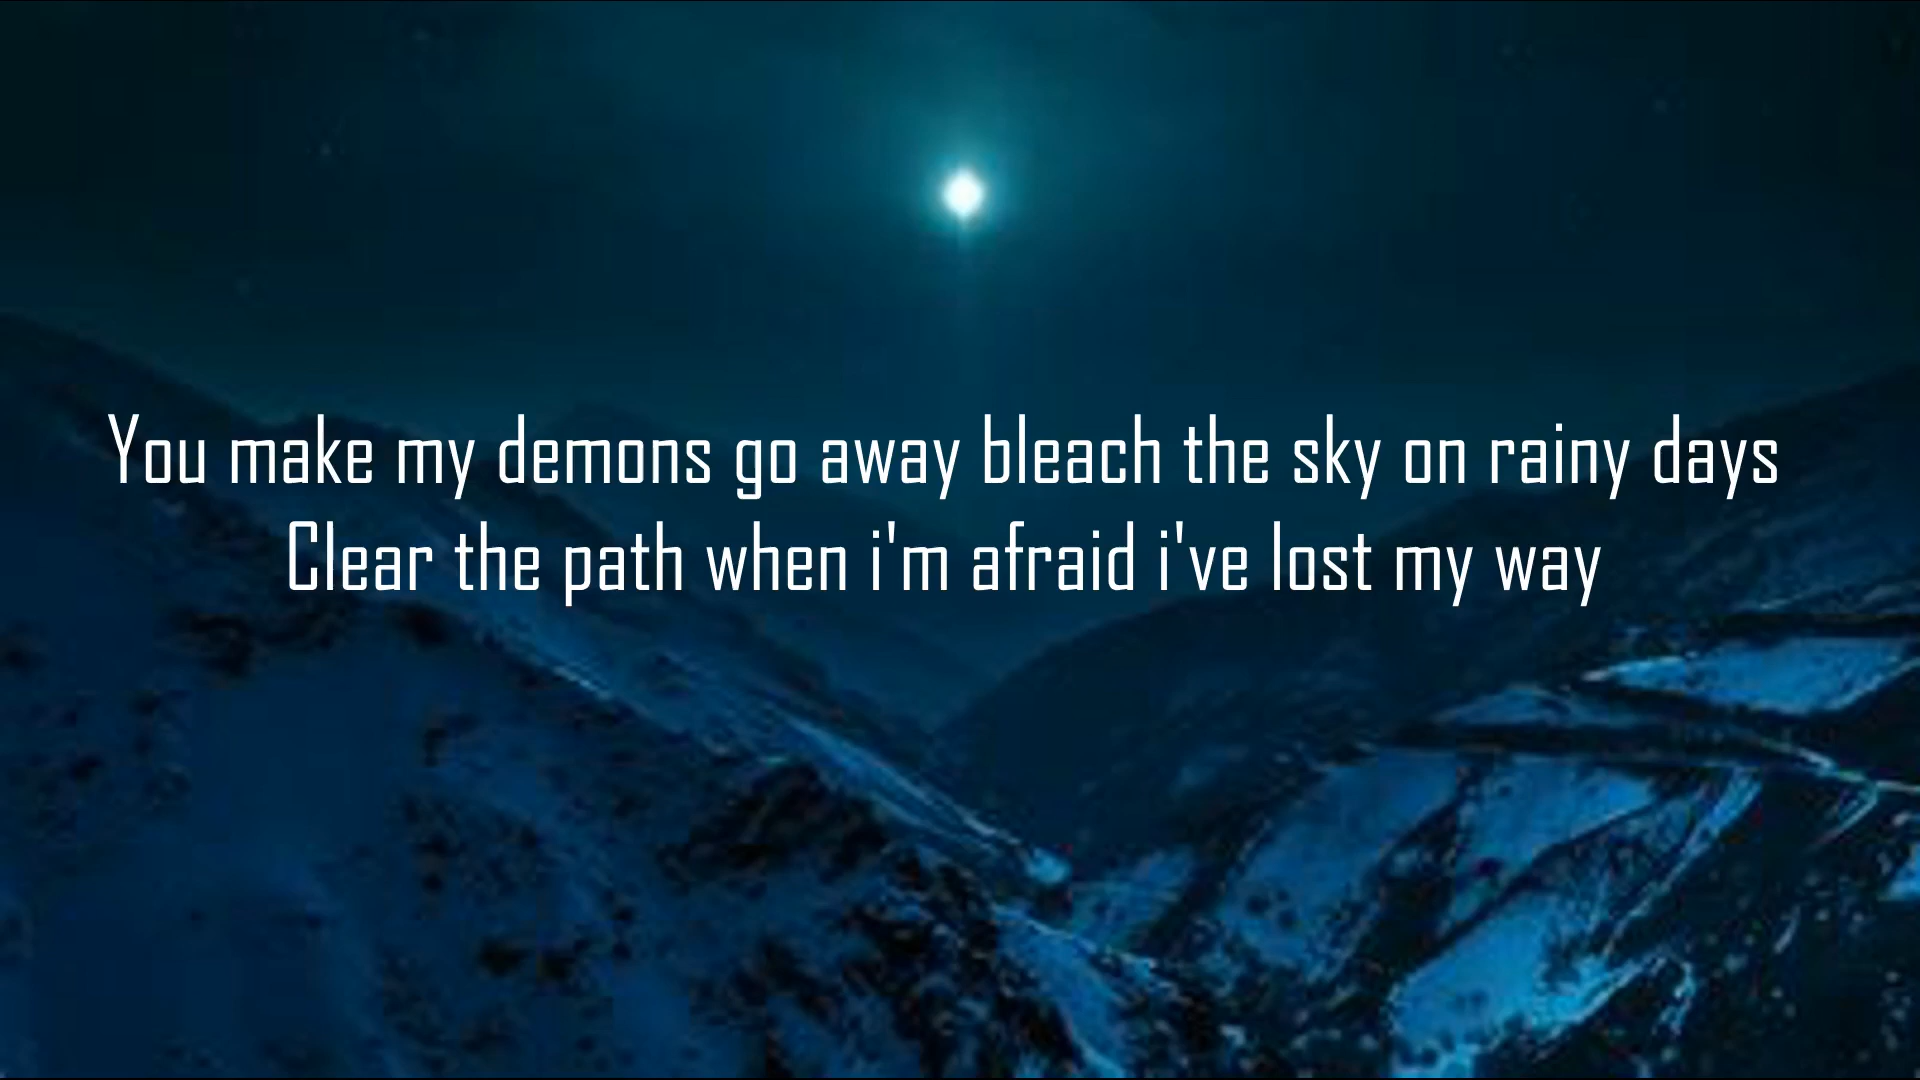 You make my demons go away bleach the sky on rainy days
Clear the path when i'm afraid i've lost my way